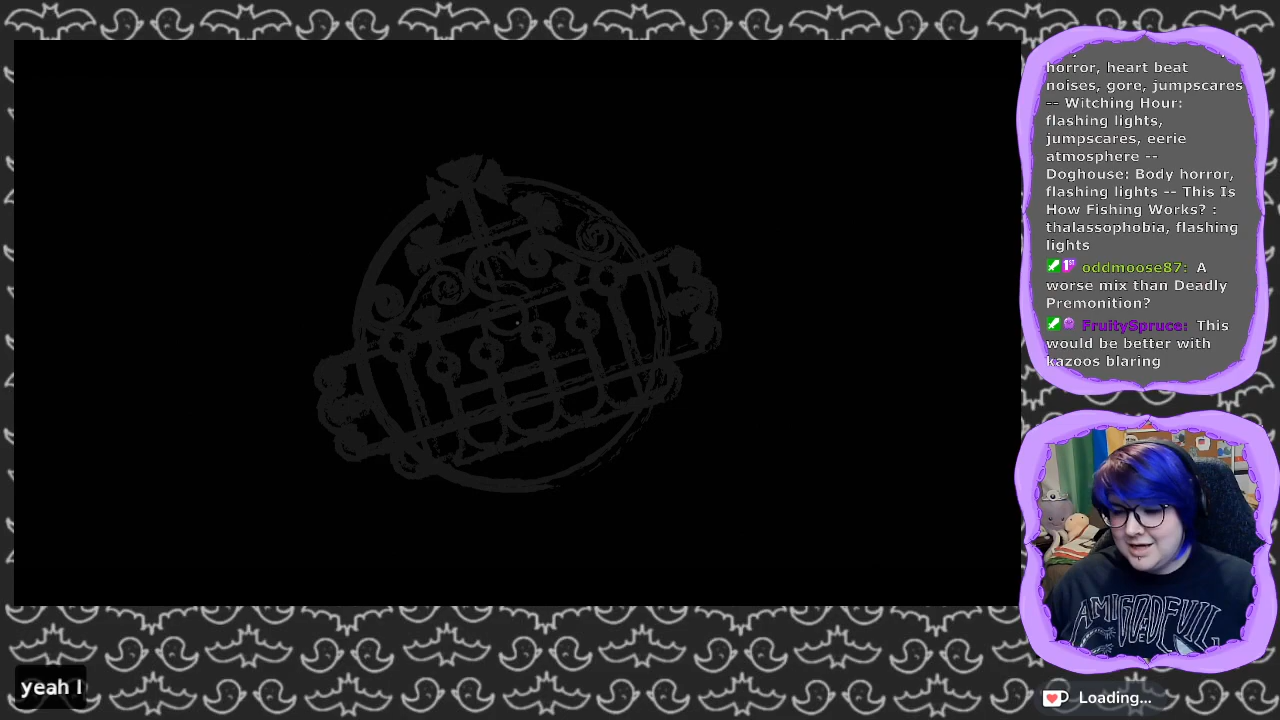 horror, heart beat
noises, gore, jumpscares
-- Witching Hour:
flashing lights,
jumpscares, eerie
atmosphere --
Doghouse: Body horror,
flashing lights -- This Is
How Fishing Works? :
thalassophobia, flashing
lights
1ST oddmoose87: A
worse mix than Deadly
Premonition?
FruitySpruce: This
would be better with
kazoos blaring
AMIGODEVIL
yeah I
Loading...